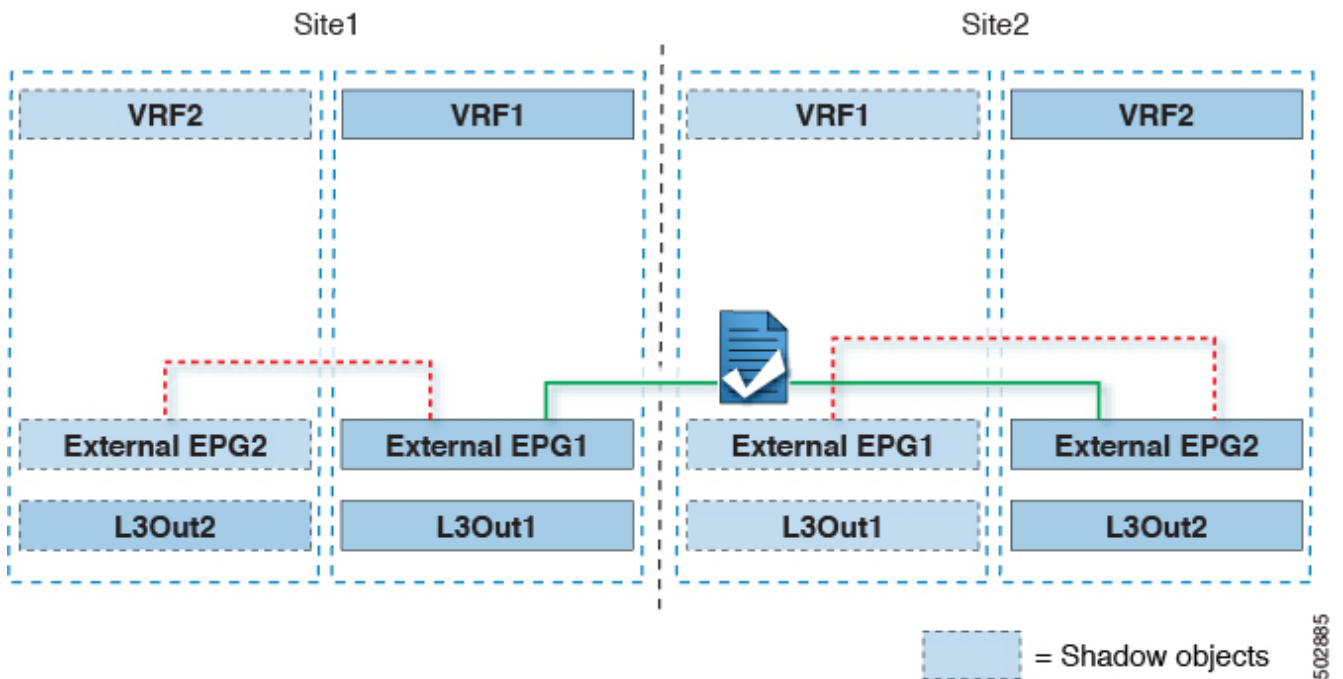 Site1
Site2
VRF2
VRF1
VRF1
VRF2
External EPG2
External EPG1
External EPG1
External EPG2
L3Out2
L3Out1
L3Out1
L3Out2
= Shadow objects
502885